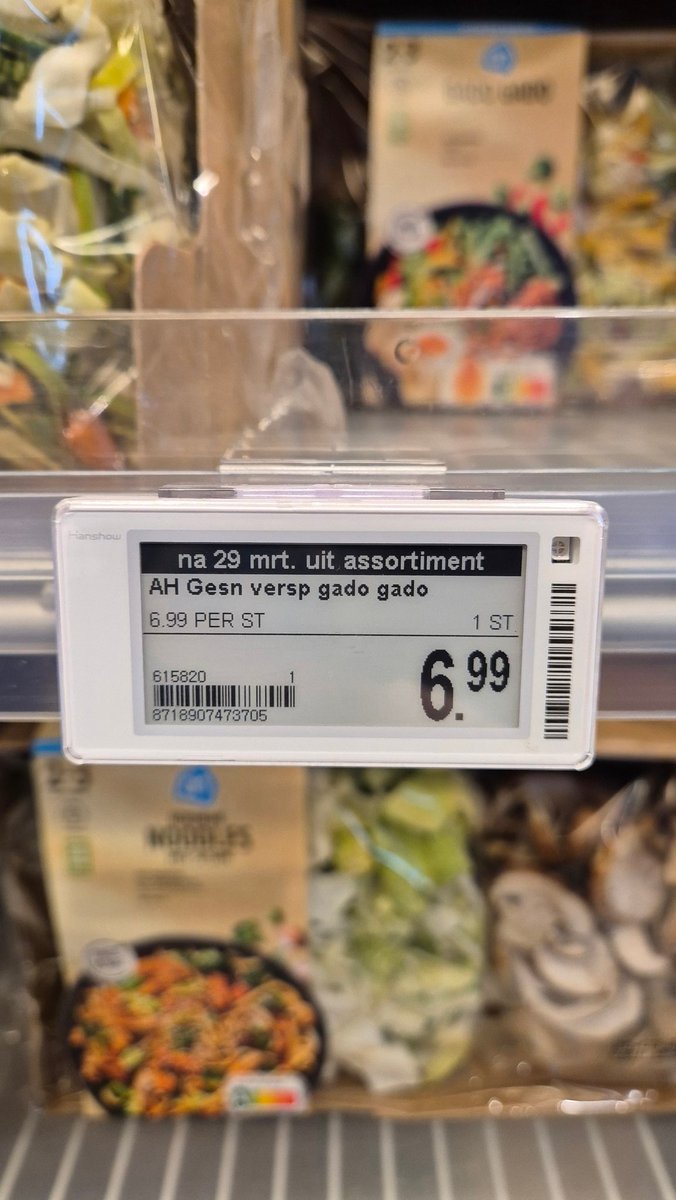 Hanshow
na 29 mrt. uit assortiment
AH Gesn versp gado gado
6.99 PER ST 1 ST
6.99
615820 1
8718907473705
NOODLES